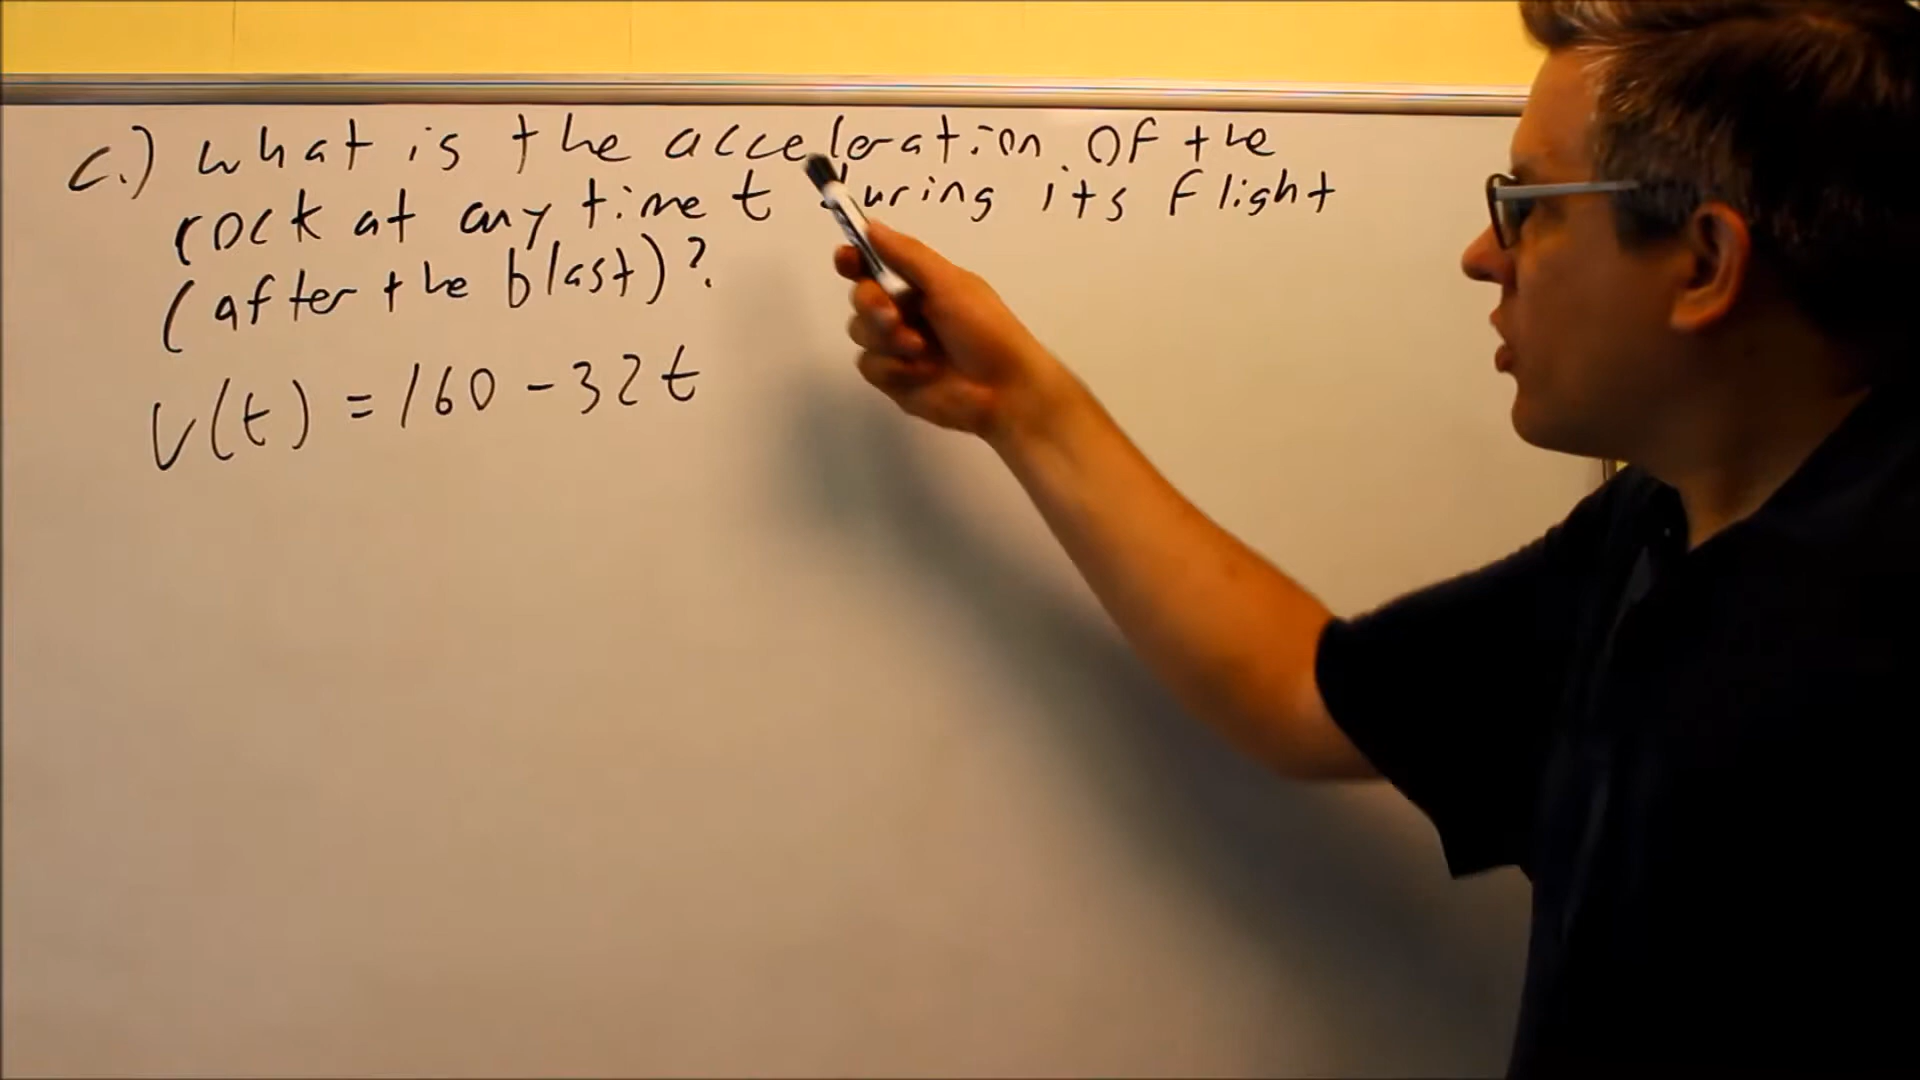 c.) what is the acceleration of the
rock at any time t during its flight
(after the blast)?
V(t) = 160 - 32t